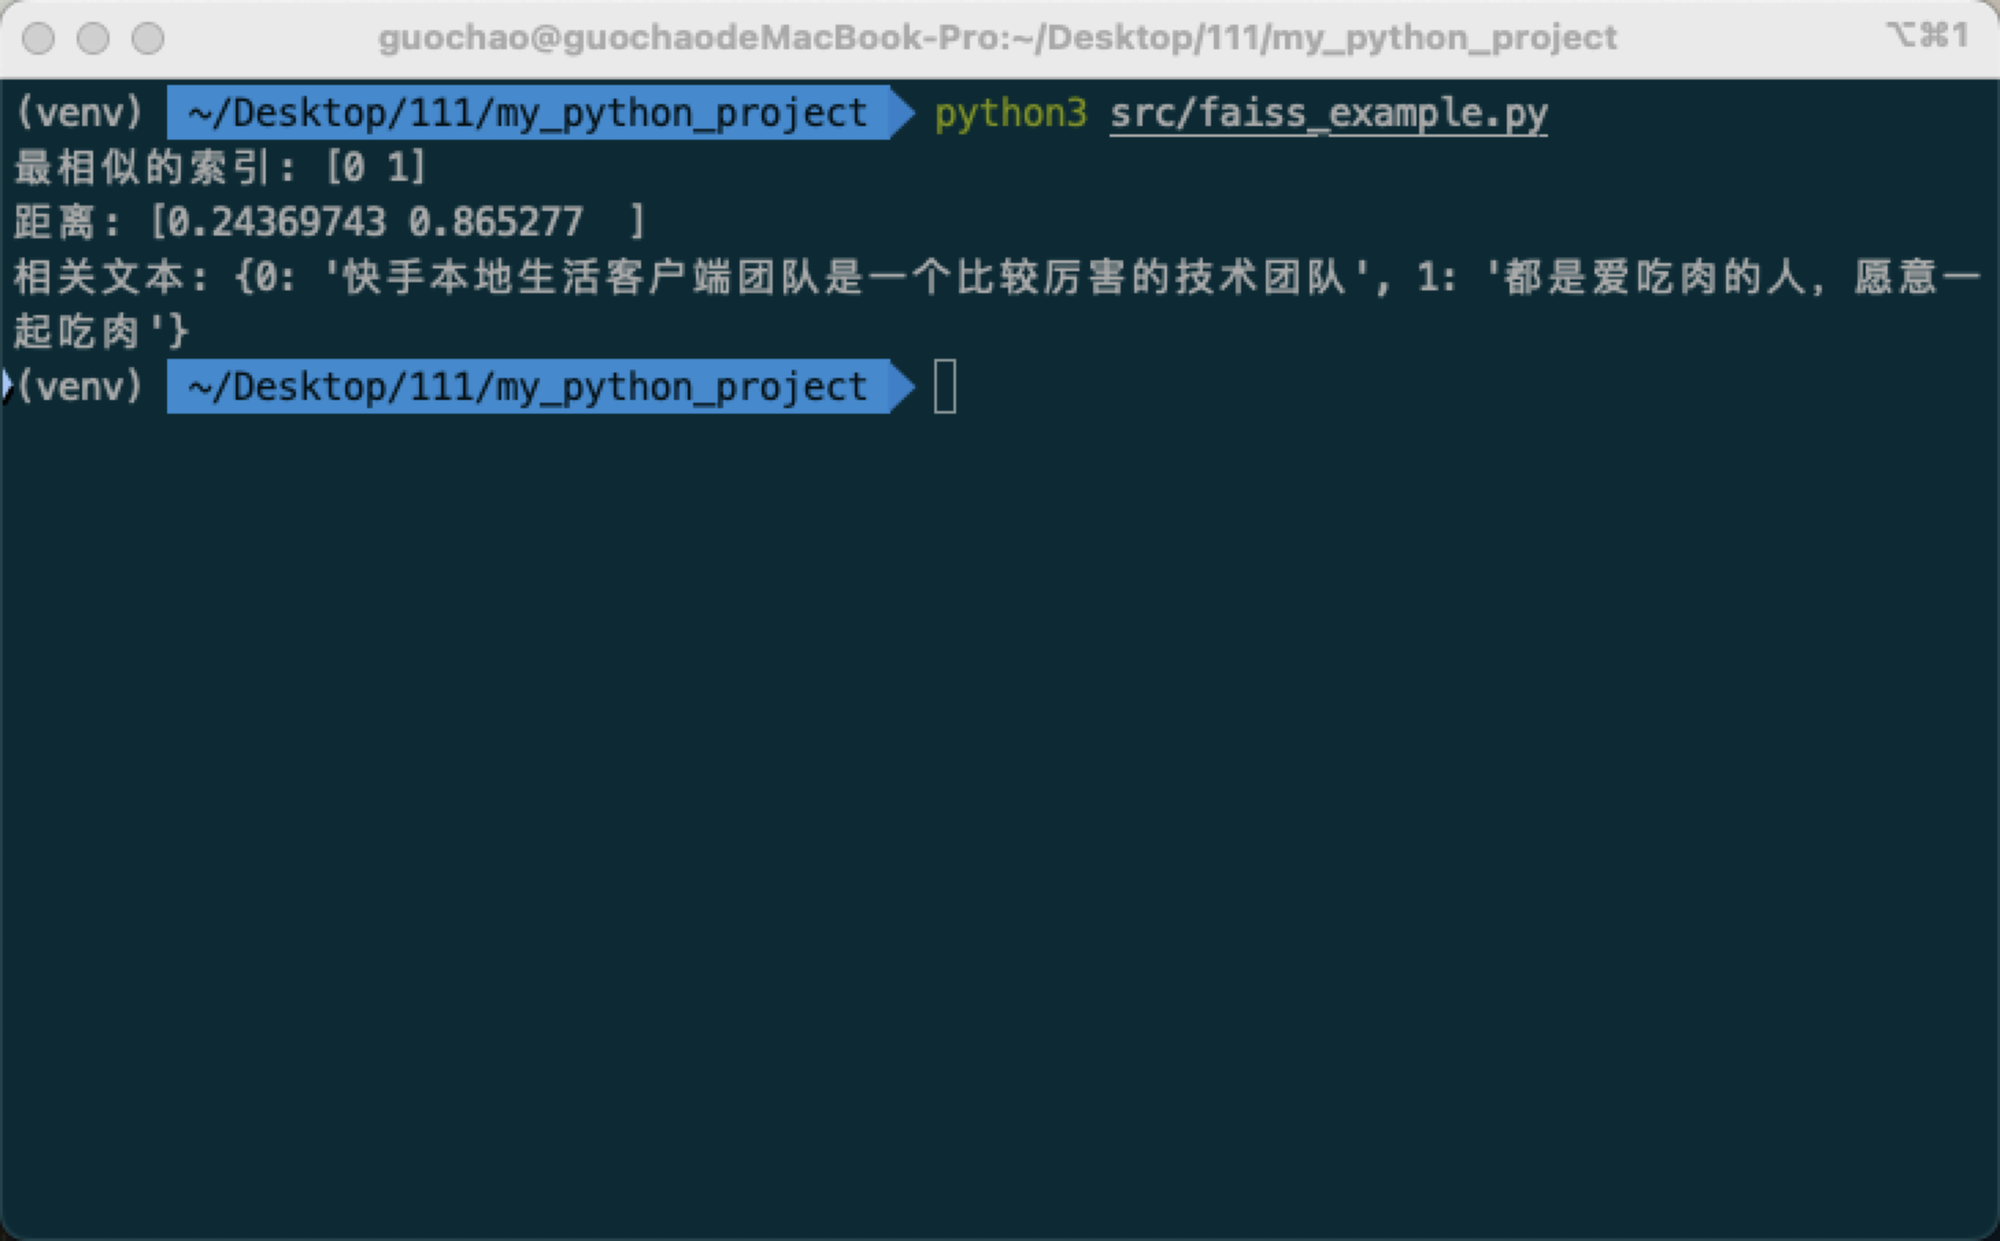 guochao@guochaodeMacBook-Pro:~/Desktop/111/my_python_project ⌥⌘1
(venv) ~/Desktop/111/my_python_project python3 src/faiss_example.py
最相似的索引: [0 1]
距离: [0.24369743 0.865277  ]
相关文本: {0: '快手本地生活客户端团队是一个比较厉害的技术团队', 1: '都是爱吃肉的人，愿意一
起吃肉'}
(venv) ~/Desktop/111/my_python_project